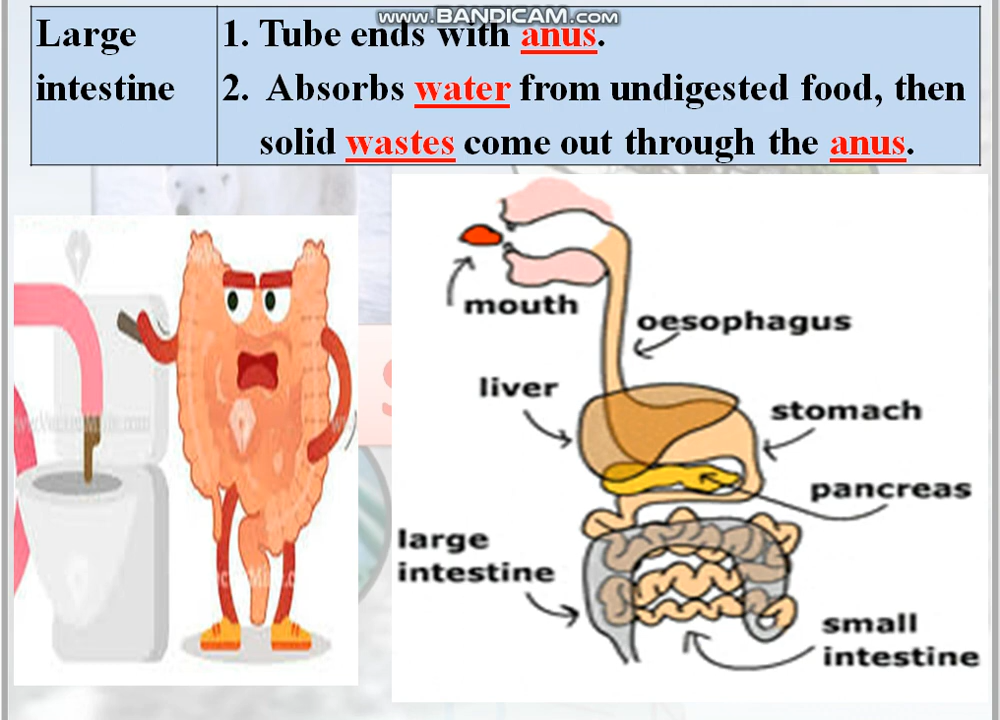 www.BANDICAM.com
Large
intestine
1. Tube ends with anus.
2. Absorbs water from undigested food, then
solid wastes come out through the anus.
mouth
oesophagus
liver
stomach
pancreas
large
intestine
small
intestine